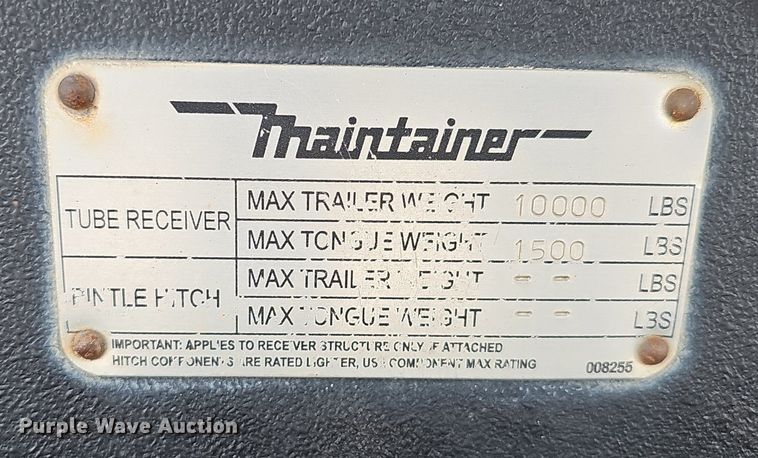 Maintainer
TUBE RECEIVER
MAX TRAILER WEIGHT 10000 LBS
MAX TONGUE WEIGHT 1500 LBS
PINTLE HITCH
MAX TRAILER WEIGHT -- LBS
MAX TONGUE WEIGHT -- LBS
IMPORTANT: APPLIES TO RECEIVER STRUCTURE ONLY IF ATTACHED
HITCH COMPONENTS ARE RATED LIGHTER, USE COMPONENT MAX RATING 008255
Purple Wave Auction